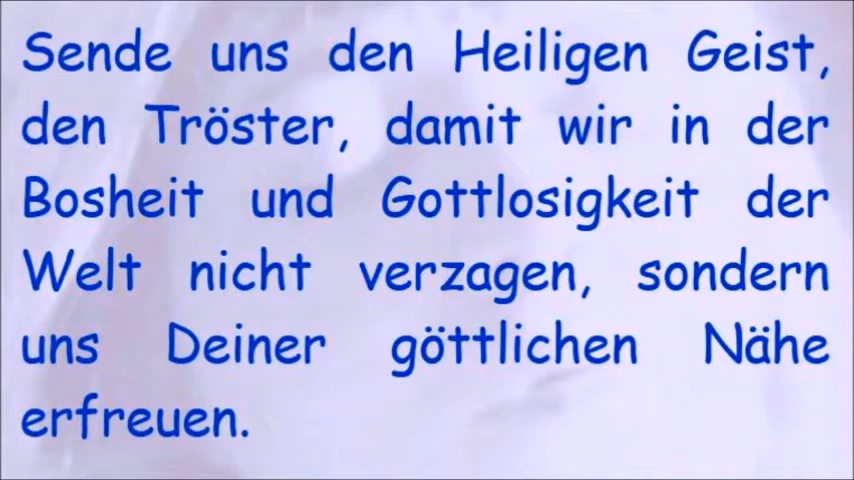 Sende uns den Heiligen Geist,
den Tröster, damit wir in der
Bosheit und Gottlosigkeit der
Welt nicht verzagen, sondern
uns Deiner göttlichen Nähe
erfreuen.